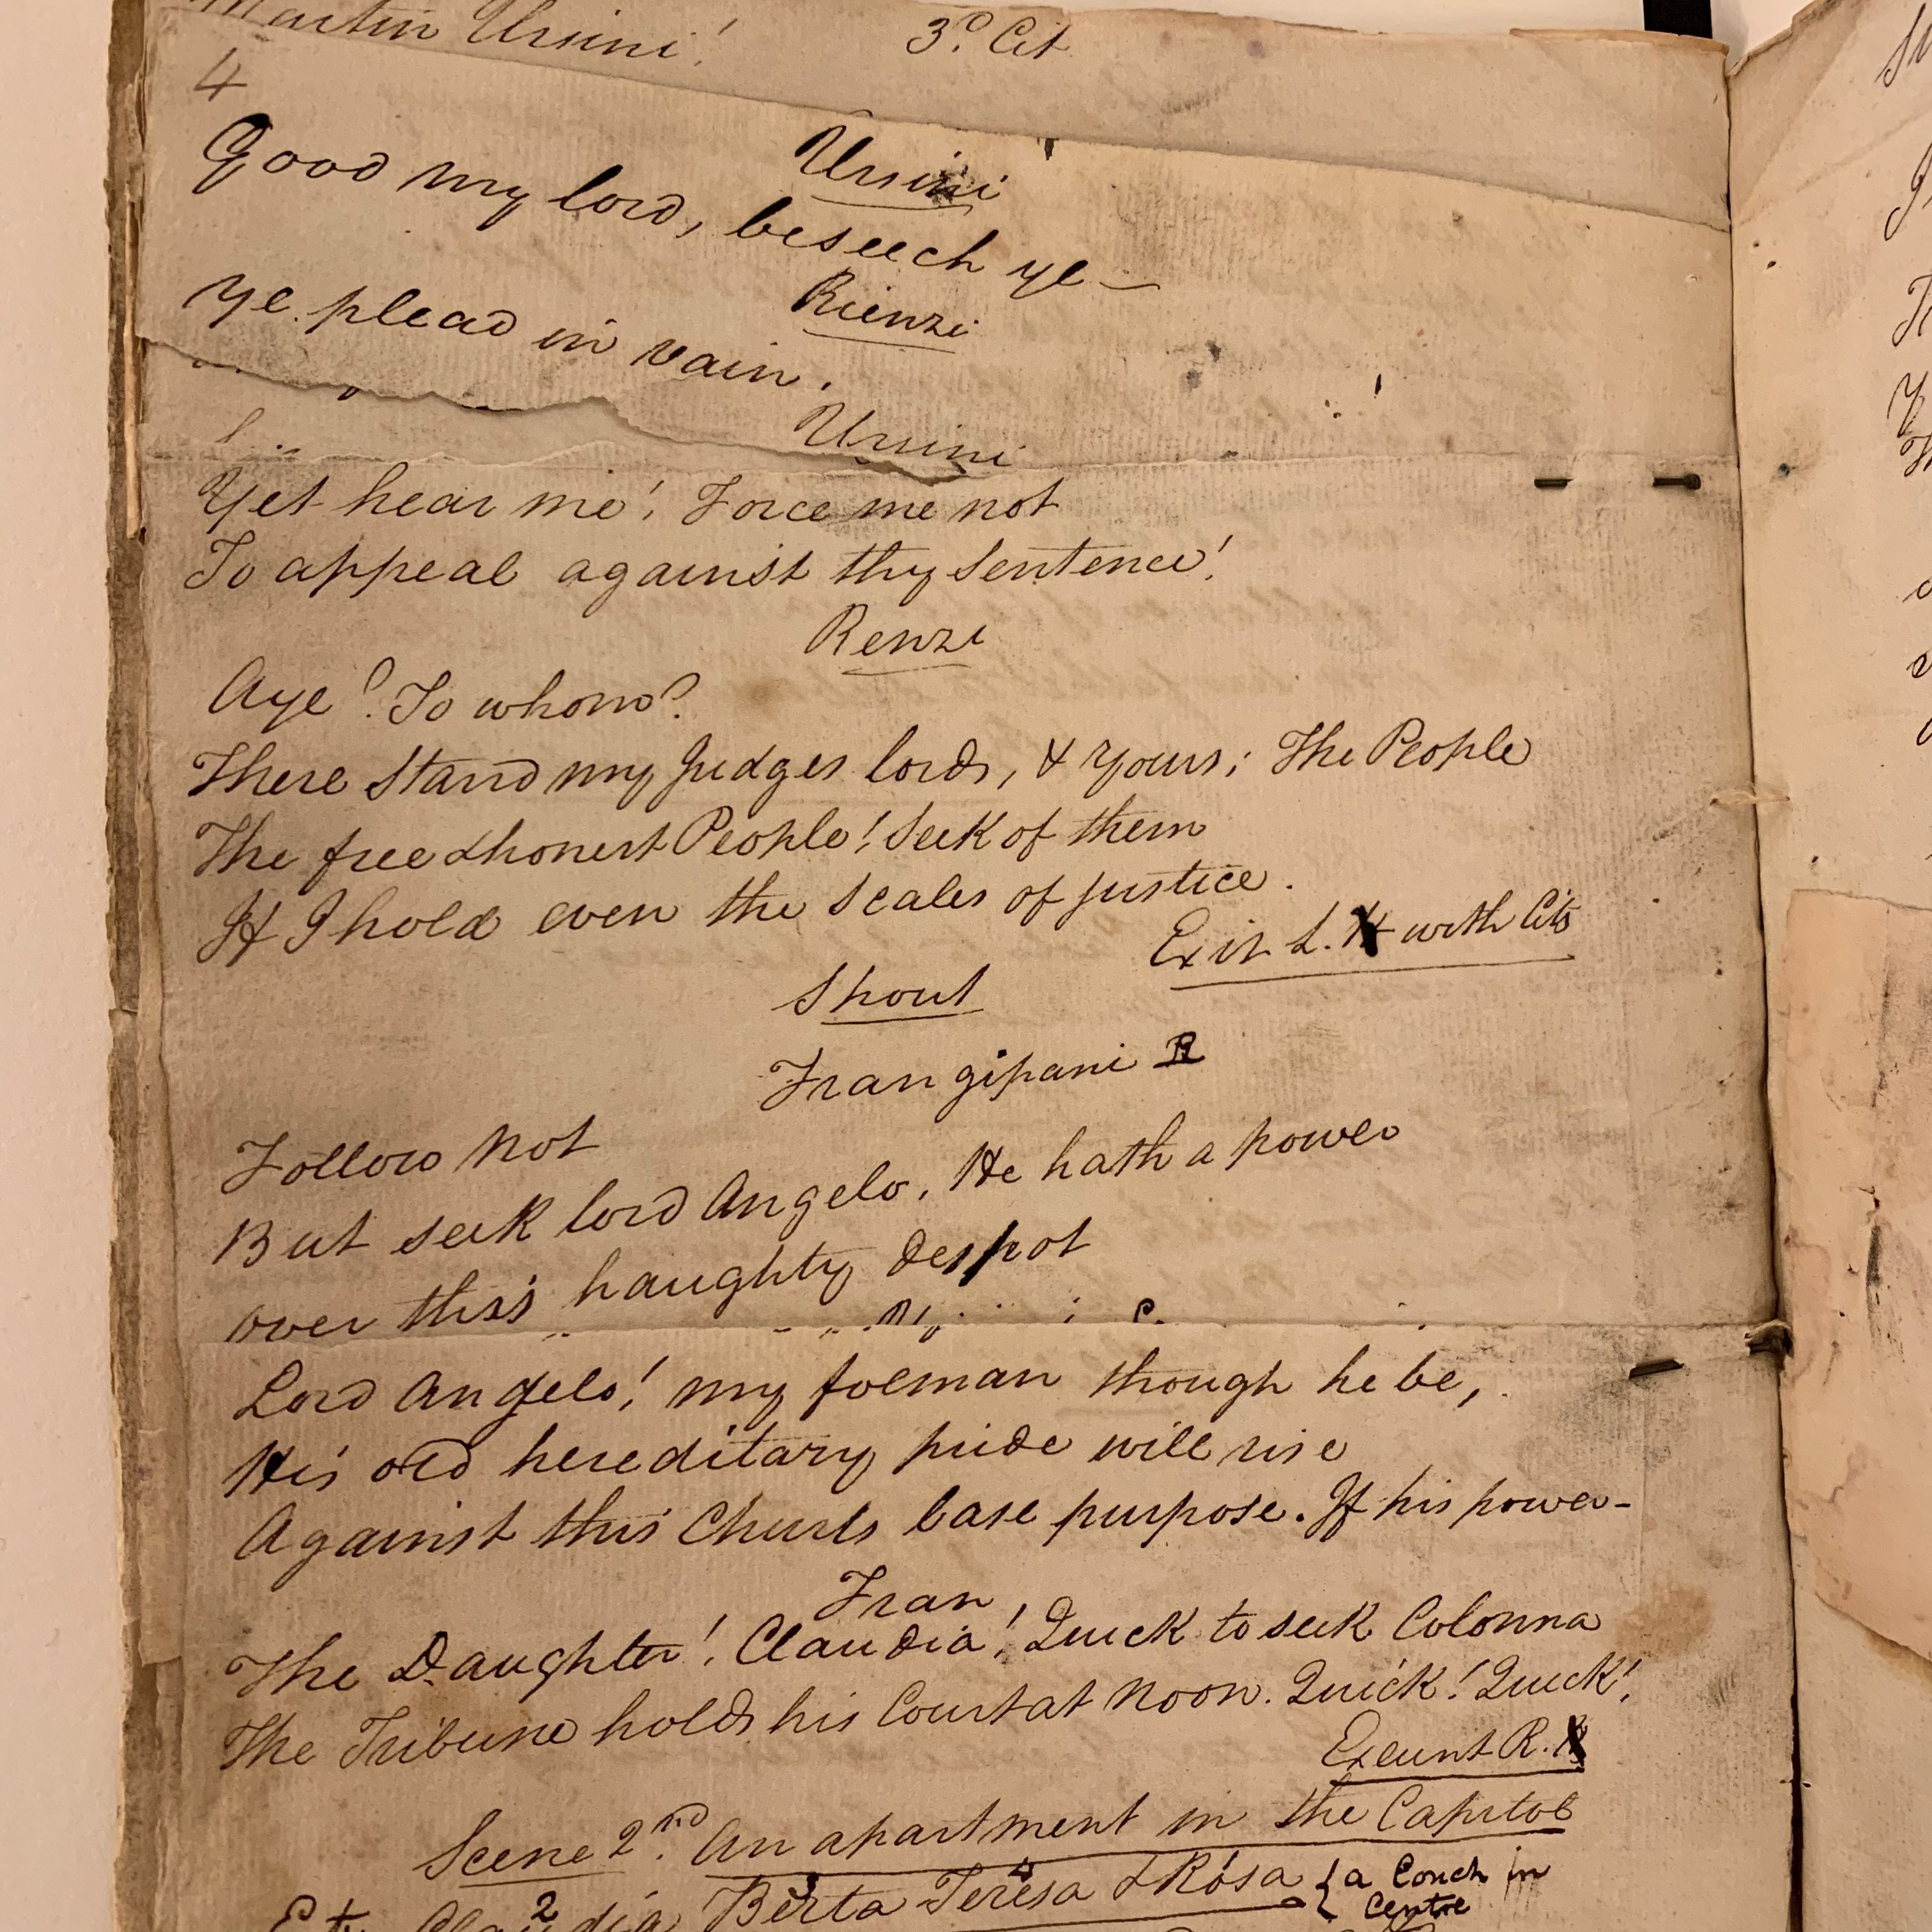 Martin Ursini! 3.d Cit
4
Ursini
Good my lord, beseech ye —
Rienzi
Ye plead in vain.
Ursini
Yet hear me! Force me not
To appeal against thy Sentence!
Renzi
Aye? To whom?
There stand my Judges lords, & yours; The People
The free & honest People! Seek of them
If I hold even the scales of justice.
Exit L. with Cits
Shout
Frangipani R
Follow not
But seek lord Angelo. He hath a power
over this haughty despot
Lord Angelo! my foeman though he be,
His old hereditary pride will rise
Against this Churls base purpose. If his power –
Fran,
The Daughter! Claudia! Quick to seek Colonna
The Tribune holds his Court at Noon. Quick! Quick!
Exeunt R.
Scene 2nd. An apartment in the Capitol
2 3 4
Claudia Berta Teresa & Rosa { a Couch in
Centre